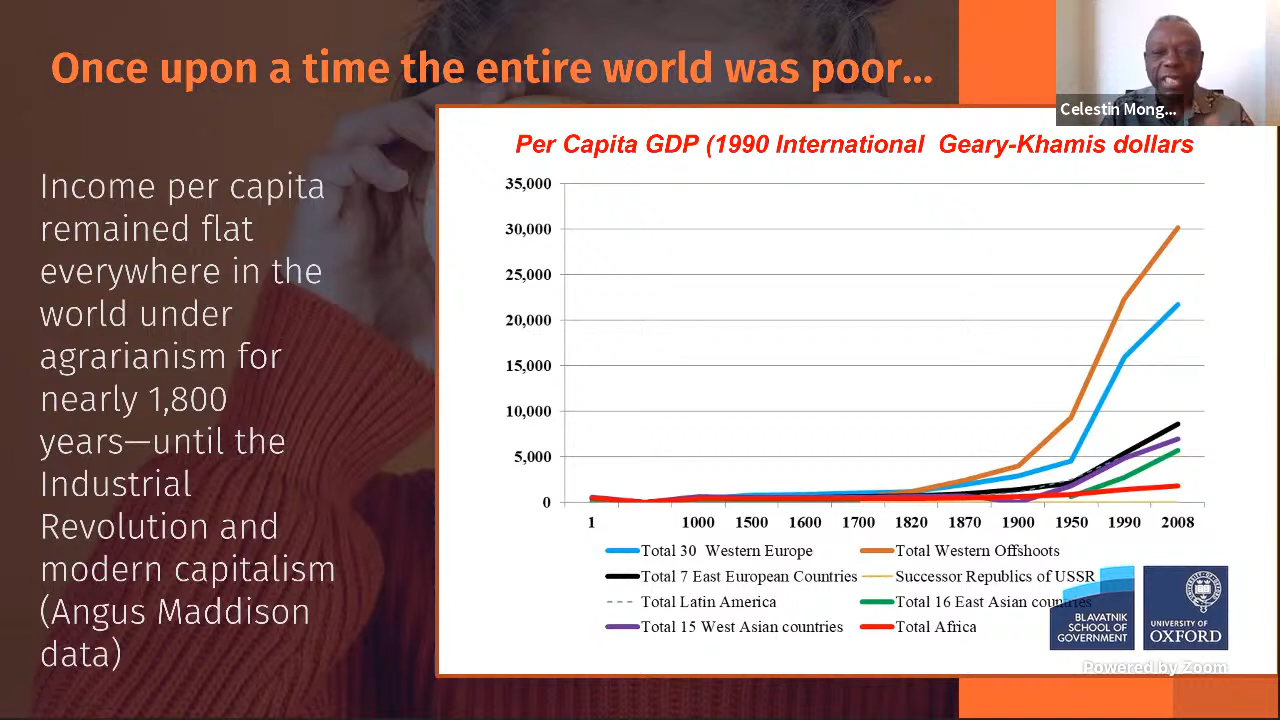 Once upon a time the entire world was poor...
Celestin Mong...
Income per capita
remained flat
everywhere in the
world under
agrarianism for
nearly 1,800
years—until the
Industrial
Revolution and
modern capitalism
(Angus Maddison
data)
Per Capita GDP (1990 International Geary-Khamis dollars
35,000
30,000
25,000
20,000
15,000
10,000
5,000
0
1 1000 1500 1600 1700 1820 1870 1900 1950 1990 2008
Total 30 Western Europe Total Western Offshoots
Total 7 East European Countries Successor Republics of USSR
Total Latin America Total 16 East Asian countries
Total 15 West Asian countries Total Africa
BLAVATNIK
SCHOOL OF
GOVERNMENT
UNIVERSITY OF
OXFORD
Powered by Zoom